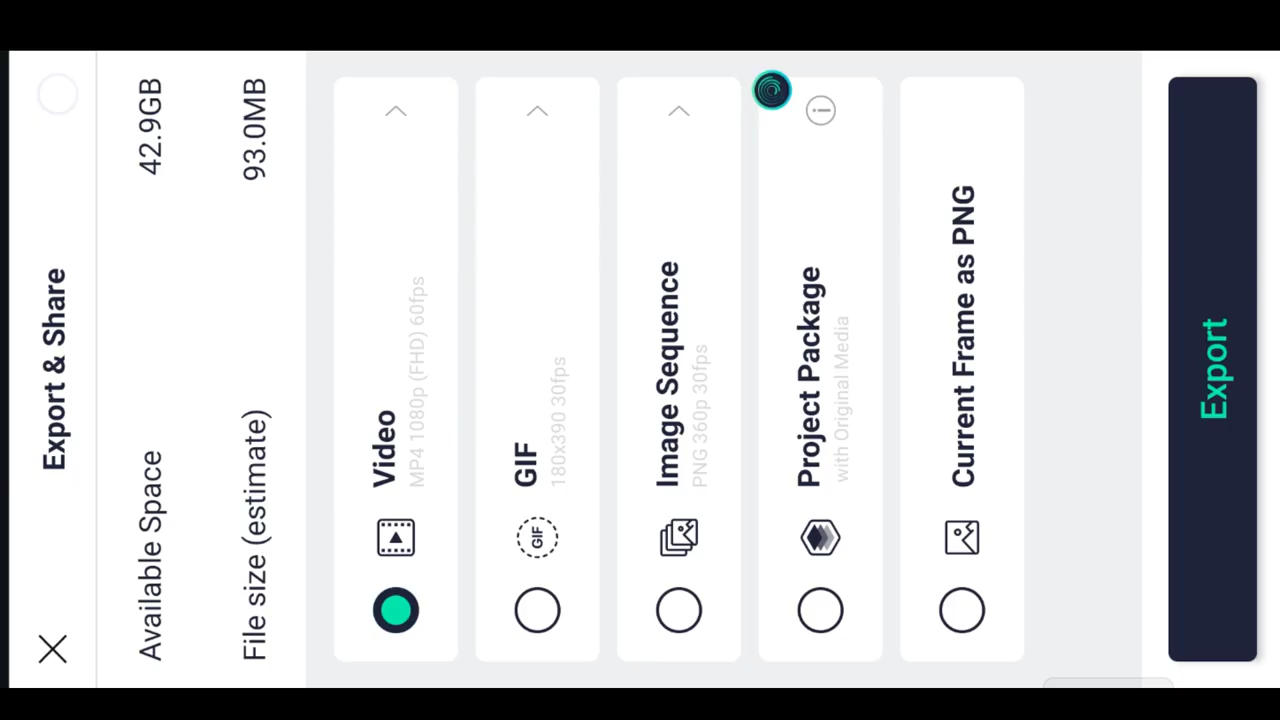 Export & Share
Available Space 42.9GB
File size (estimate) 93.0MB
Video
MP4 1080p (FHD) 60fps
GIF
GIF
180x390 30fps
Image Sequence
PNG 360p 30fps
Project Package
with Original Media
Current Frame as PNG
Export